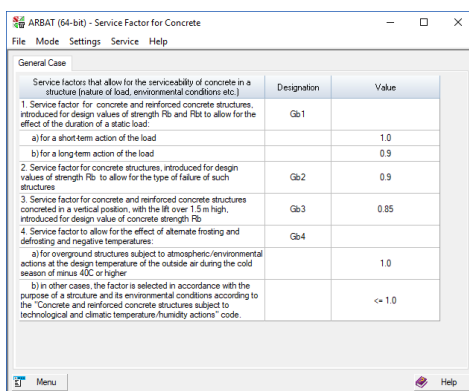 ARBAT (64-bit) - Service Factor for Concrete
File Mode Settings Service Help
General Case
Service factors that allow for the serviceability of concrete in a
structure (nature of load, environmental conditions etc.)
Designation
Value
1. Service factor for concrete and reinforced concrete structures,
introduced for design values of strength Rb and Rbt to allow for the
effect of the duration of a static load:
Gb1
a) for a short-term action of the load
1.0
b) for a long-term action of the load
0.9
2. Service factor for concrete structures, introduced for desgin
values of strength Rb to allow for the type of failure of such
structures
Gb2
0.9
3. Service factor for concrete and reinforced concrete structures
concreted in a vertical position, with the lift over 1.5 m high,
introduced for design value of concrete strength Rb
Gb3
0.85
4. Service factor to allow for the effect of alternate frosting and
defrosting and negative temperatures:
Gb4
a) for overground structures subject to atmospheric/environmental
actions at the design temperature of the outside air during the cold
season of minus 40C or higher
1.0
b) in other cases, the factor is selected in accordance with the
purpose of a strcuture and its environmental conditions according to
the "Concrete and reinforced concrete structures subject to
technological and climatic temperature/humidity actions" code.
<= 1.0
Menu
Help